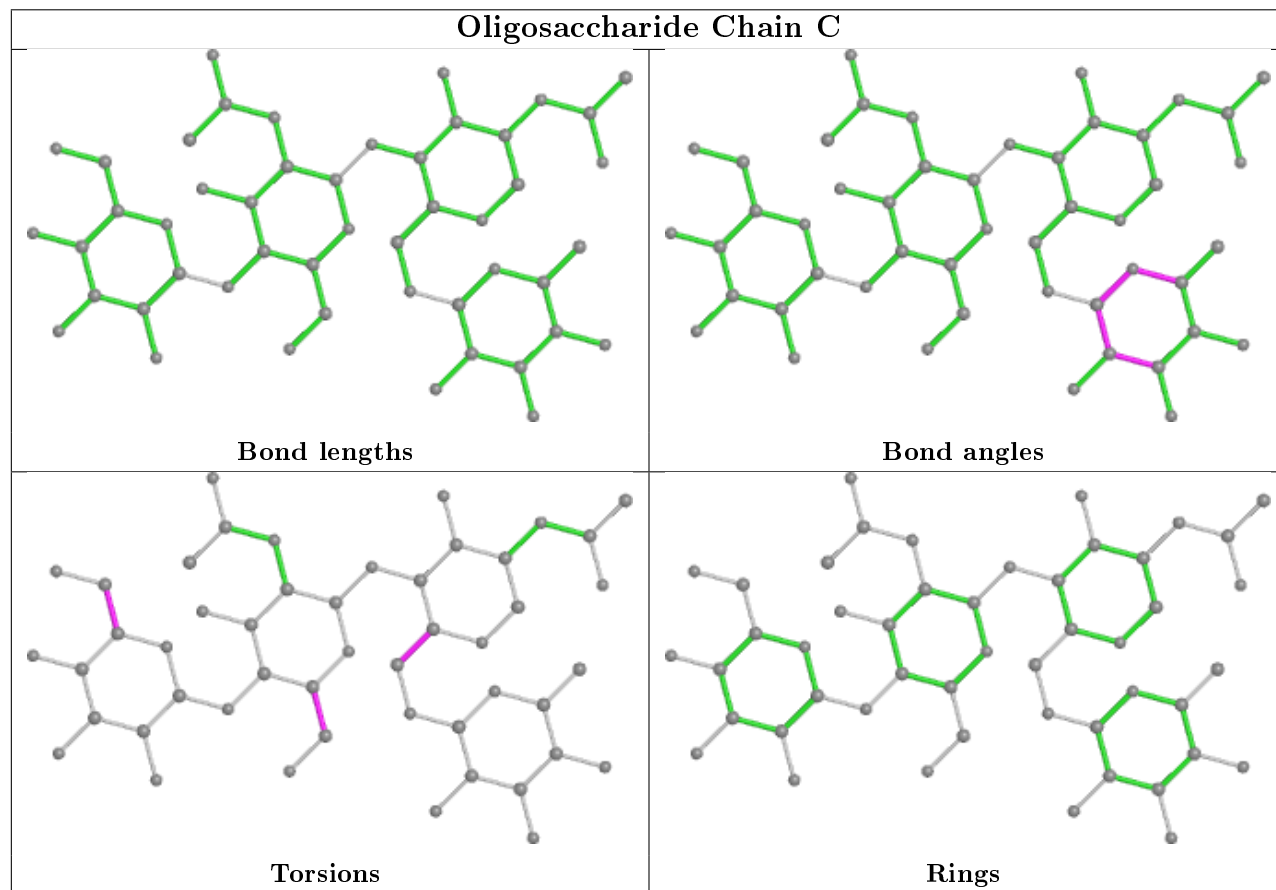 Oligosaccharide Chain C
Bond lengths
Bond angles
Torsions
Rings